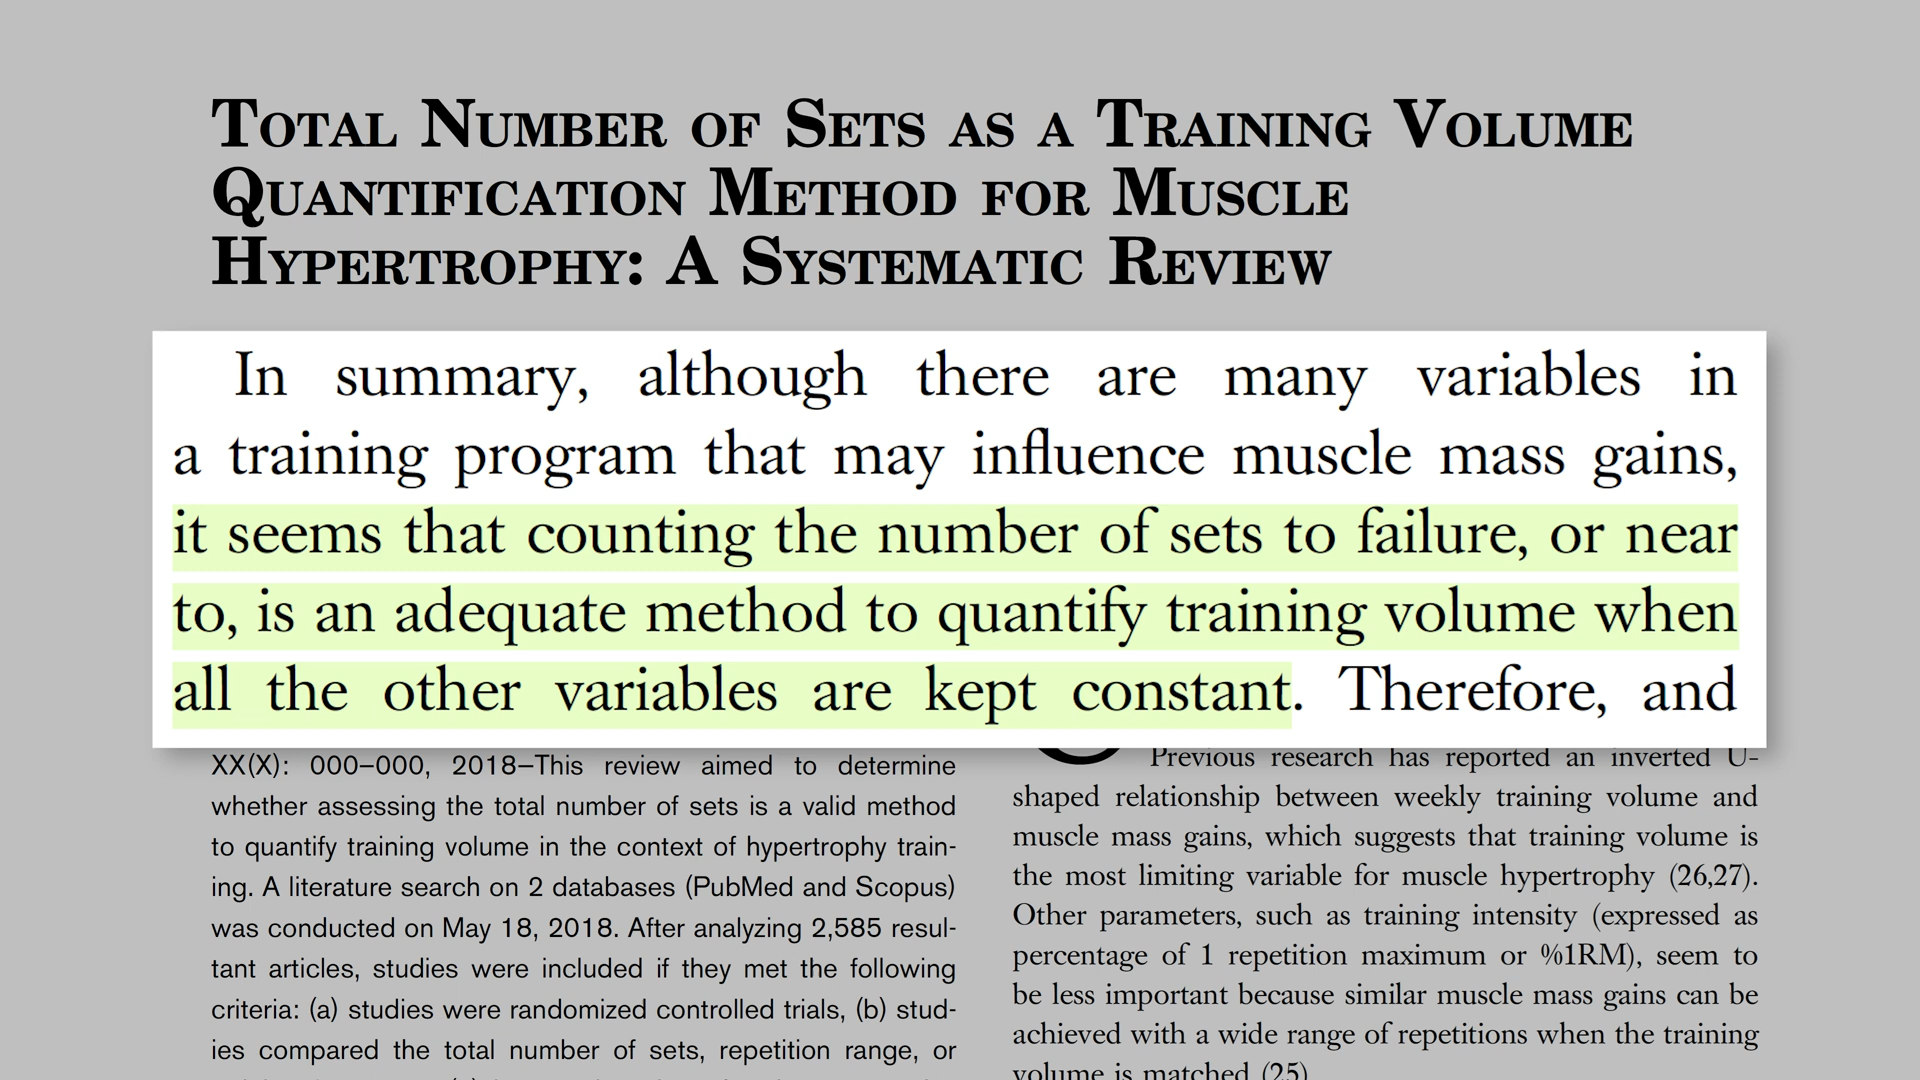 TOTAL NUMBER OF SETS AS A TRAINING VOLUME
QUANTIFICATION METHOD FOR MUSCLE
HYPERTROPHY: A SYSTEMATIC REVIEW
In summary, although there are many variables in
a training program that may influence muscle mass gains,
it seems that counting the number of sets to failure, or near
to, is an adequate method to quantify training volume when
all the other variables are kept constant. Therefore, and
XX(X): 000–000, 2018—This review aimed to determine
whether assessing the total number of sets is a valid method
to quantify training volume in the context of hypertrophy train-
ing. A literature search on 2 databases (PubMed and Scopus)
was conducted on May 18, 2018. After analyzing 2,585 resul-
tant articles, studies were included if they met the following
criteria: (a) studies were randomized controlled trials, (b) stud-
ies compared the total number of sets, repetition range, or
Previous research has reported an inverted U-
shaped relationship between weekly training volume and
muscle mass gains, which suggests that training volume is
the most limiting variable for muscle hypertrophy (26,27).
Other parameters, such as training intensity (expressed as
percentage of 1 repetition maximum or %1RM), seem to
be less important because similar muscle mass gains can be
achieved with a wide range of repetitions when the training
volume is matched (25).